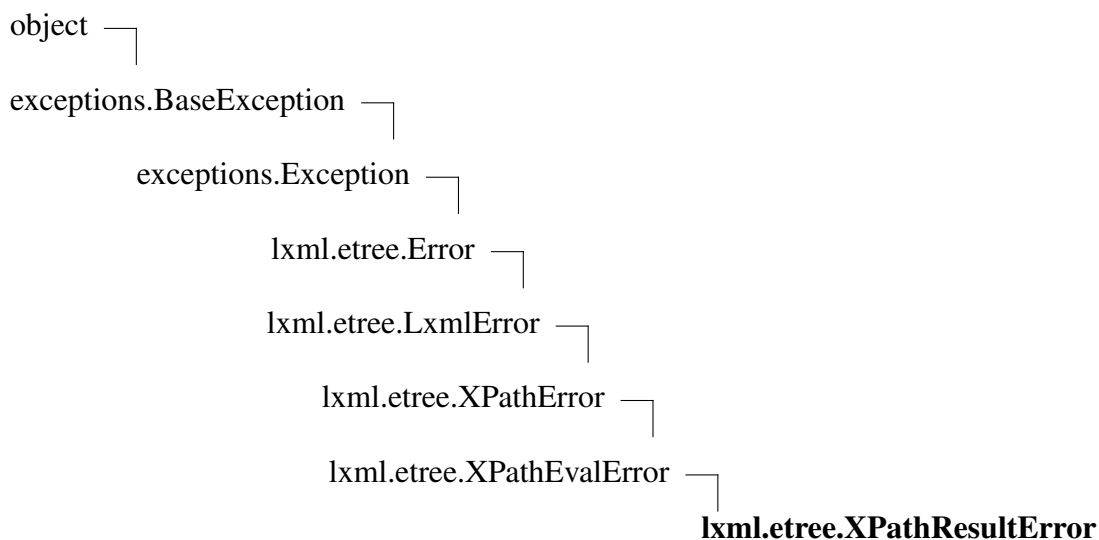 object
exceptions.BaseException
exceptions.Exception
lxml.etree.Error
lxml.etree.LxmlError
lxml.etree.XPathError
lxml.etree.XPathEvalError
lxml.etree.XPathResultError